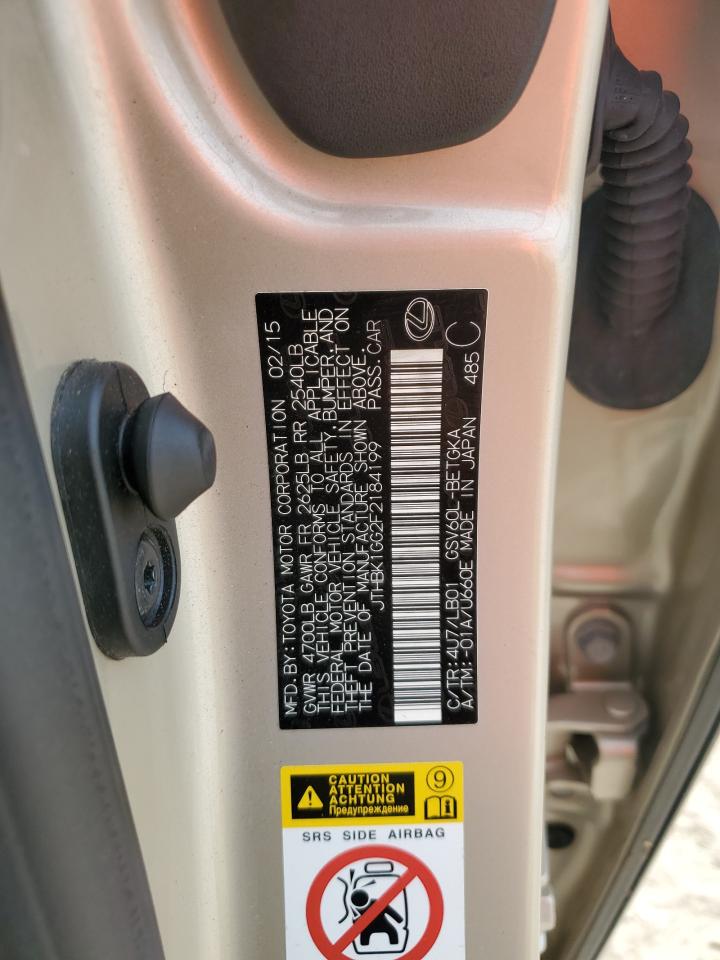 MFD. BY: TOYOTA MOTOR CORPORATION 02/15
GVWR 4700LB GAWR FR 2625LB RR 2540LB
THIS VEHICLE CONFORMS TO ALL APPLICABLE
FEDERAL MOTOR VEHICLE SAFETY, BUMPER, AND
THEFT PREVENTION STANDARDS IN EFFECT ON
THE DATE OF MANUFACTURE SHOWN ABOVE.
JTHBK1GG2F2184199 PASS. CAR
C/TR: 4U7/LB01 GSV60L-BETGKA
A/TM: -01A/U660E MADE IN JAPAN 485 C
CAUTION
ATTENTION
ACHTUNG
Предупреждение
9
SRS SIDE AIRBAG